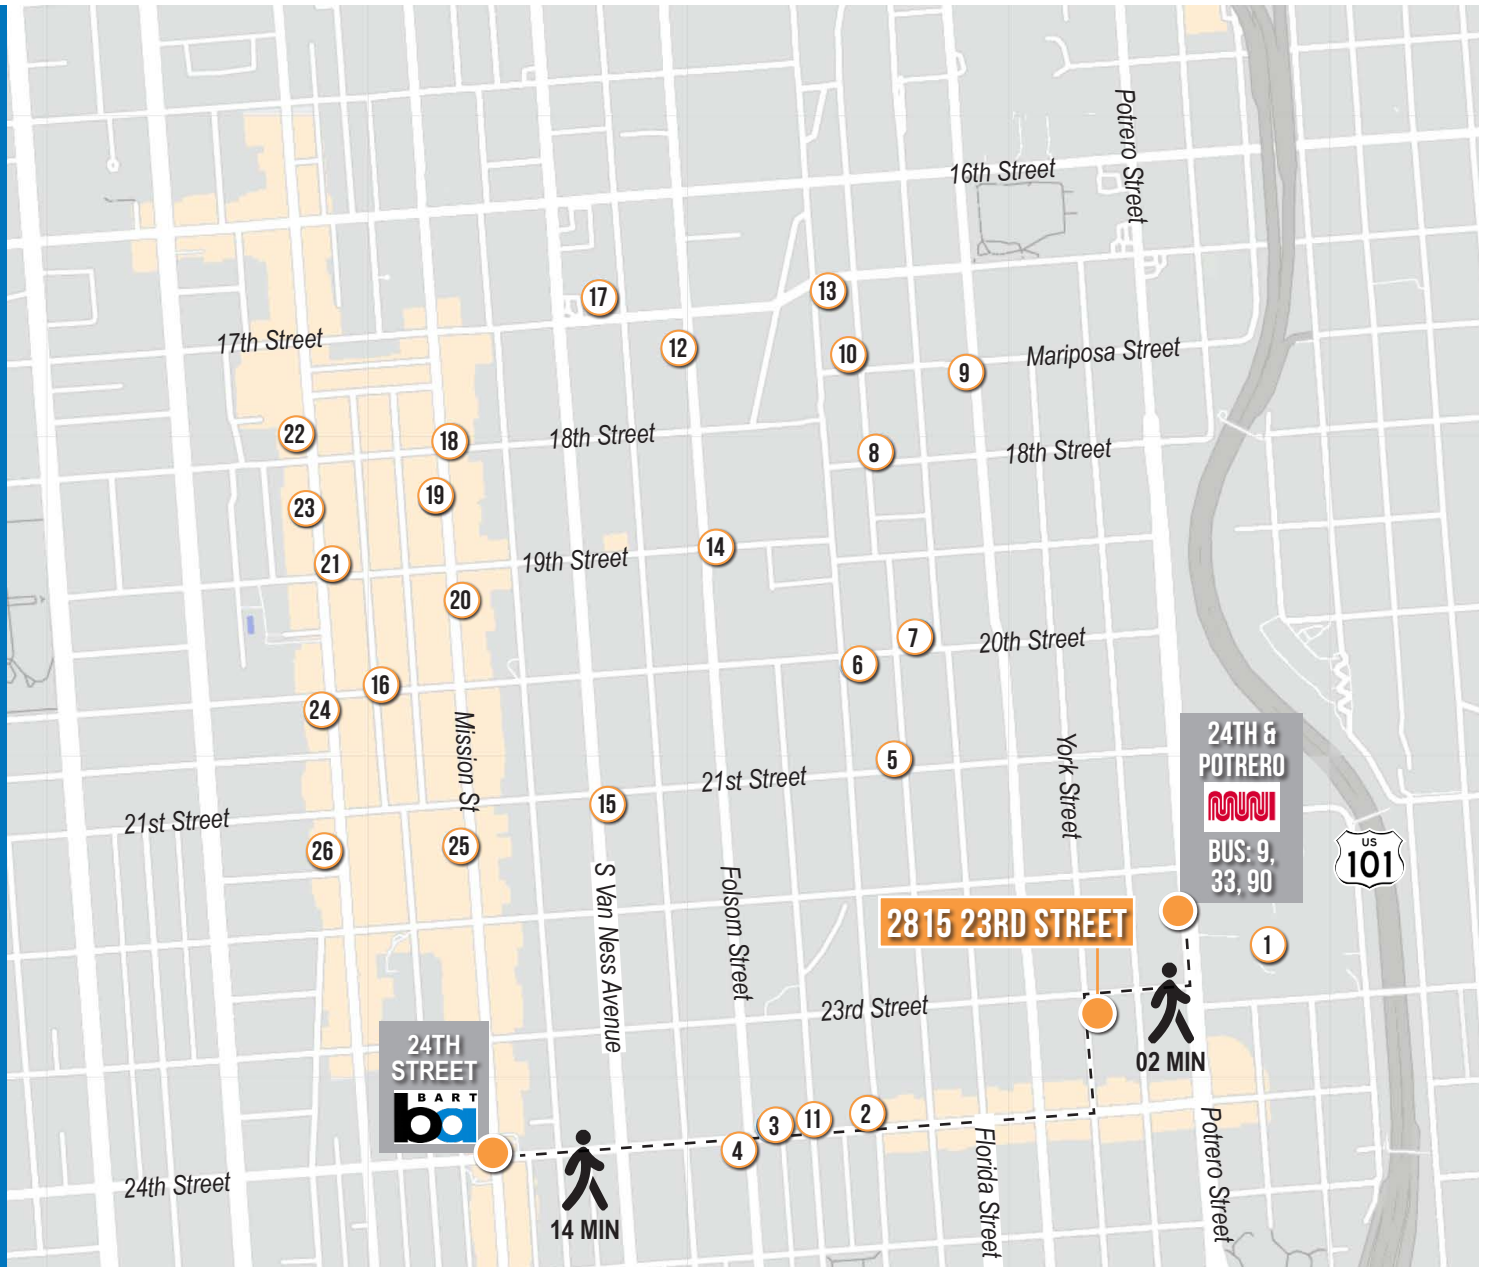 Potrero Street
16th Street
17
13
17th Street
12
10
9
Mariposa Street
22
18
18th Street
8
18th Street
23
19
21
19th Street
14
20
7
20th Street
6
16
24
Mission St
York Street
24TH &
POTRERO
MUNI
BUS: 9,
33, 90
5
21st Street
15
21st Street
26
25
US
101
S Van Ness Avenue
Folsom Street
2815 23RD STREET
1
23rd Street
24TH
STREET
BART
ba
02 MIN
3
11
2
4
Florida Street
Potrero Street
24th Street
14 MIN